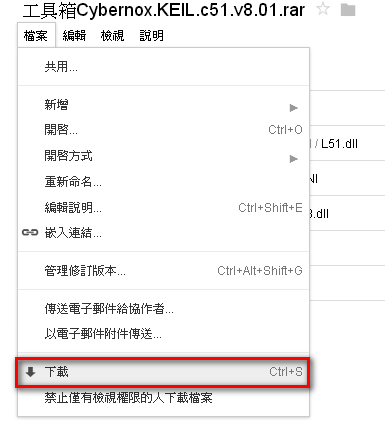 工具箱Cybernox.KEIL.c51.v8.01.rar
檔案 編輯 檢視 說明
共用...
新增
開啓... Ctrl+O
開啓方式
l / L51.dll
重新命名...
NI
編輯說明... Ctrl+Shift+E
3.dll
嵌入連結...
管理修訂版本... Ctrl+Alt+Shift+G
傳送電子郵件給協作者...
以電子郵件附件傳送...
下載 Ctrl+S
禁止僅有檢視權限的人下載檔案